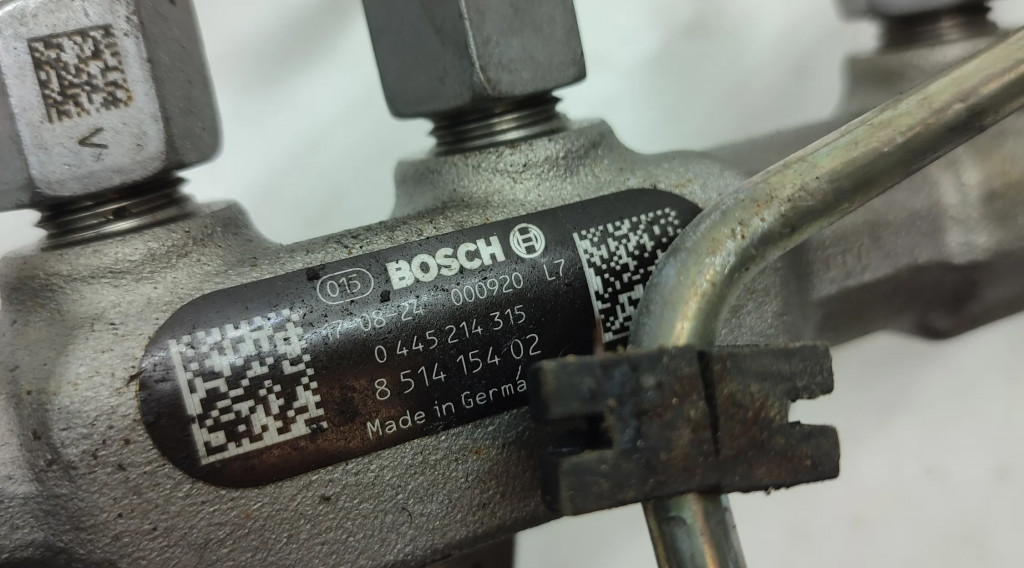 V
015 BOSCH
17-08-24 000920 L7
0 445 214 315
8 514 154 02
Made in Germa